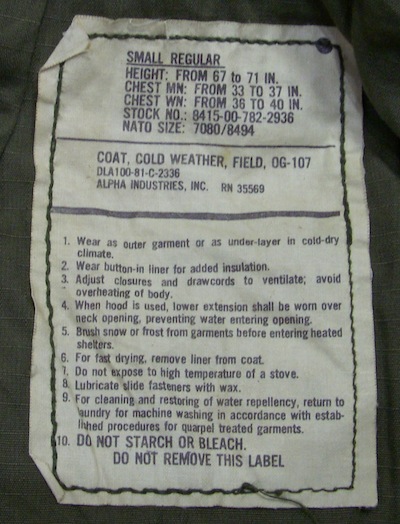 SMALL REGULAR
HEIGHT: FROM 67 to 71 IN.
CHEST MN: FROM 33 TO 37 IN.
CHEST WN: FROM 36 TO 40 IN.
STOCK NO.: 8415-00-782-2936
NATO SIZE: 7080/8494
COAT, COLD WEATHER, FIELD, OG-107
DLA100-81-C-2336
ALPHA INDUSTRIES, INC. RN 35569
1. Wear as outer garment or as under-layer in cold-dry
climate.
2. Wear button-in liner for added insulation.
3. Adjust closures and drawcords to ventilate; avoid
overheating of body.
4. When hood is used, lower extension shall be worn over
neck opening, preventing water entering opening.
5. Brush snow or frost from garments before entering heated
shelters.
6. For fast drying, remove liner from coat.
7. Do not expose to high temperature of a stove.
8. Lubricate slide fasteners with wax.
9. For cleaning and restoring of water repellency, return to
laundry for machine washing in accordance with estab-
lished procedures for quarpel treated garments.
10. DO NOT STARCH OR BLEACH.
DO NOT REMOVE THIS LABEL